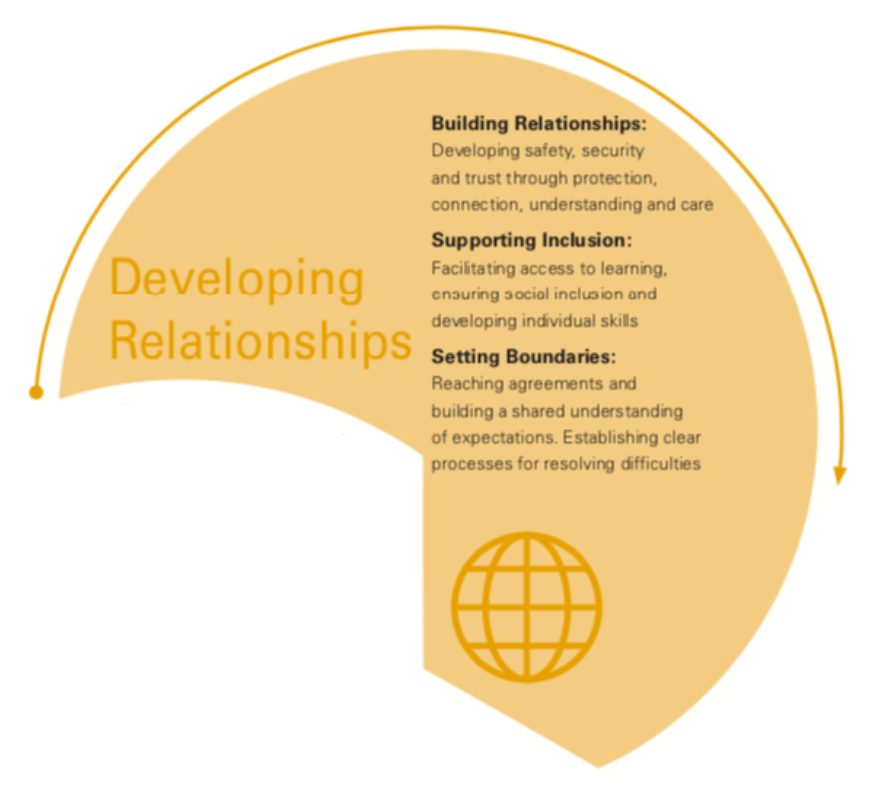 Developing
Relationships
Building Relationships:
Developing safety, security
and trust through protection,
connection, understanding and care
Supporting Inclusion:
Facilitating access to learning,
ensuring social inclusion and
developing individual skills
Setting Boundaries:
Reaching agreements and
building a shared understanding
of expectations. Establishing clear
processes for resolving difficulties